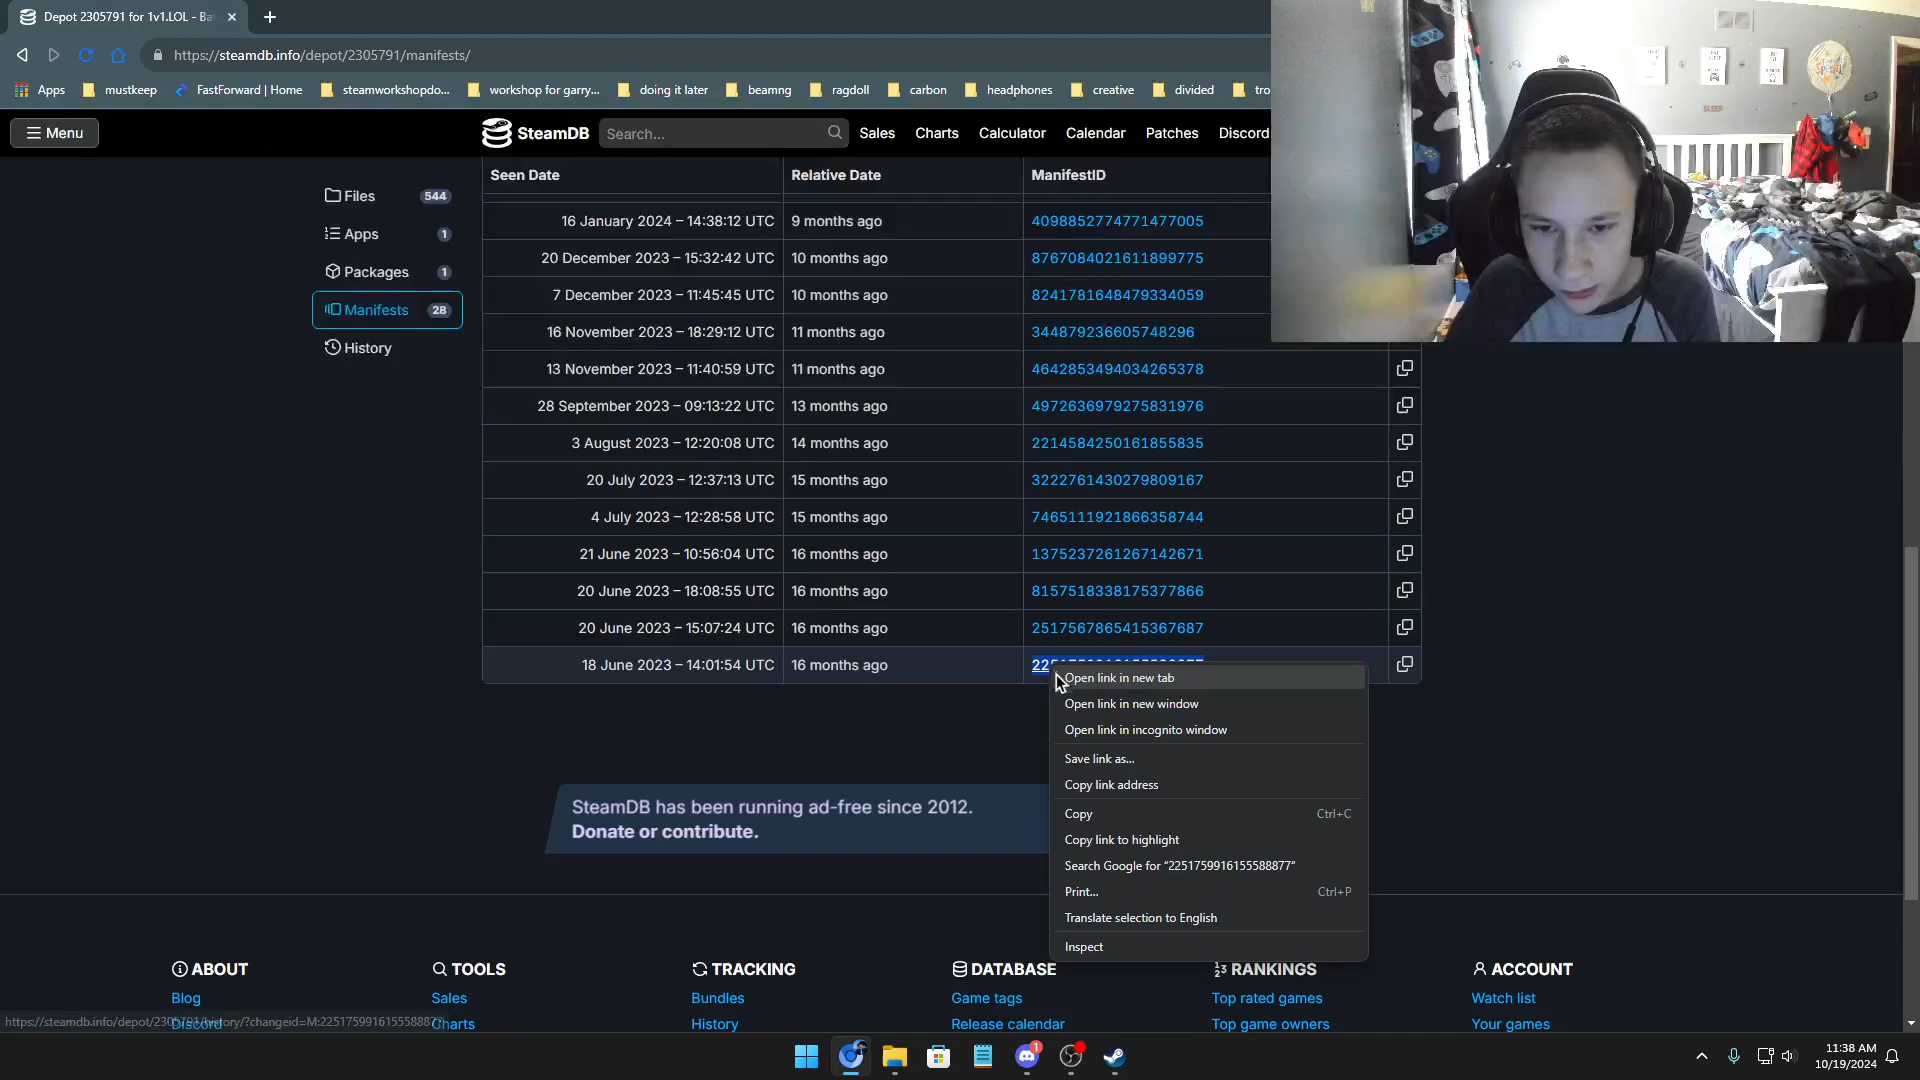 Depot 2305791 for 1v1.LOL - Ba
https://steamdb.info/depot/2305791/manifests/
Apps
mustkeep
FastForward | Home
steamworkshopdo...
workshop for garry...
doing it later
beamng
ragdoll
carbon
headphones
creative
divided
tro
Menu
SteamDB
Search...
Sales
Charts
Calculator
Calendar
Patches
Discord
Files 544
Apps 1
Packages 1
Manifests 28
History
Seen Date Relative Date ManifestID
16 January 2024 – 14:38:12 UTC 9 months ago 4098852774771477005
20 December 2023 – 15:32:42 UTC 10 months ago 8767084021611899775
7 December 2023 – 11:45:45 UTC 10 months ago 8241781648479334059
16 November 2023 – 18:29:12 UTC 11 months ago 344879236605748296
13 November 2023 – 11:40:59 UTC 11 months ago 4642853494034265378
28 September 2023 – 09:13:22 UTC 13 months ago 4972636979275831976
3 August 2023 – 12:20:08 UTC 14 months ago 2214584250161855835
20 July 2023 – 12:37:13 UTC 15 months ago 3222761430279809167
4 July 2023 – 12:28:58 UTC 15 months ago 7465111921866358744
21 June 2023 – 10:56:04 UTC 16 months ago 1375237261267142671
20 June 2023 – 18:08:55 UTC 16 months ago 8157518338175377866
20 June 2023 – 15:07:24 UTC 16 months ago 2517567865415367687
18 June 2023 – 14:01:54 UTC 16 months ago
Open link in new tab
Open link in new window
Open link in incognito window
Save link as...
Copy link address
Copy Ctrl+C
Copy link to highlight
Search Google for "2251759916155588877"
Print... Ctrl+P
Translate selection to English
Inspect
SteamDB has been running ad-free since 2012.
Donate or contribute.
ABOUT
Blog
Discord
TOOLS
Sales
Charts
TRACKING
Bundles
History
DATABASE
Game tags
Release calendar
RANKINGS
Top rated games
Top game owners
ACCOUNT
Watch list
Your games
https://steamdb.info/depot/2305791/history/?changeid=M:2251759916155588877
1
11:38 AM
10/19/2024
SLEEP